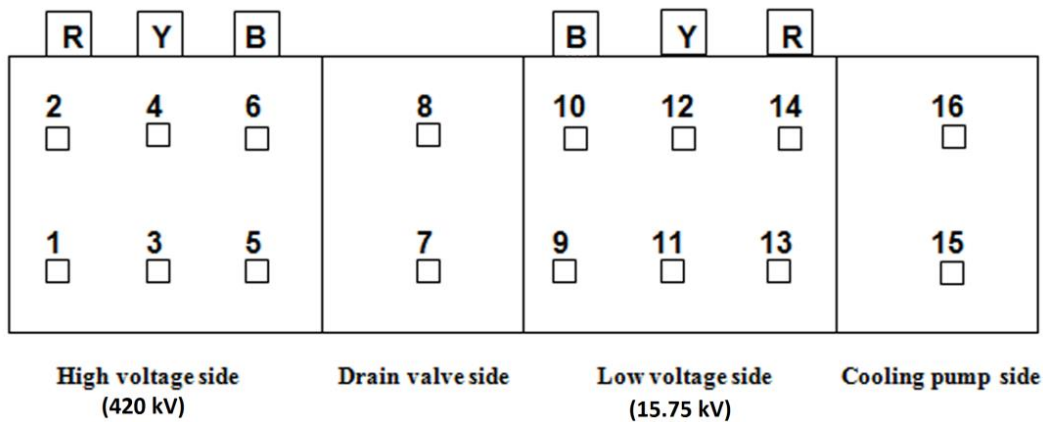 R Y B B Y R
2 4 6 8 10 12 14 16
1 3 5 7 9 11 13 15
High voltage side Drain valve side Low voltage side Cooling pump side
(420 kV) (15.75 kV)